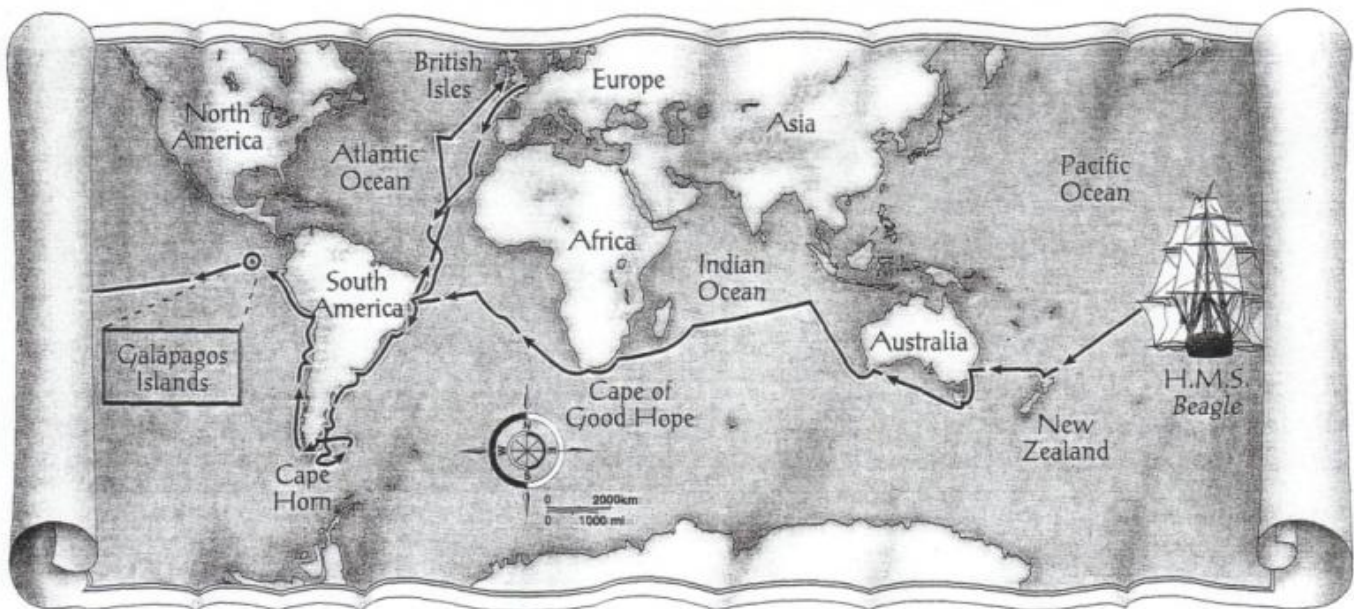 British
Isles
Europe
North
America
Asia
Atlantic
Ocean
Pacific
Ocean
Africa
Indian
Ocean
South
America
Galápagos
Islands
Australia
H.M.S.
Beagle
Cape of
Good Hope
New
Zealand
Cape
Horn
N
W
E
S
0 2000km
0 1000 mi